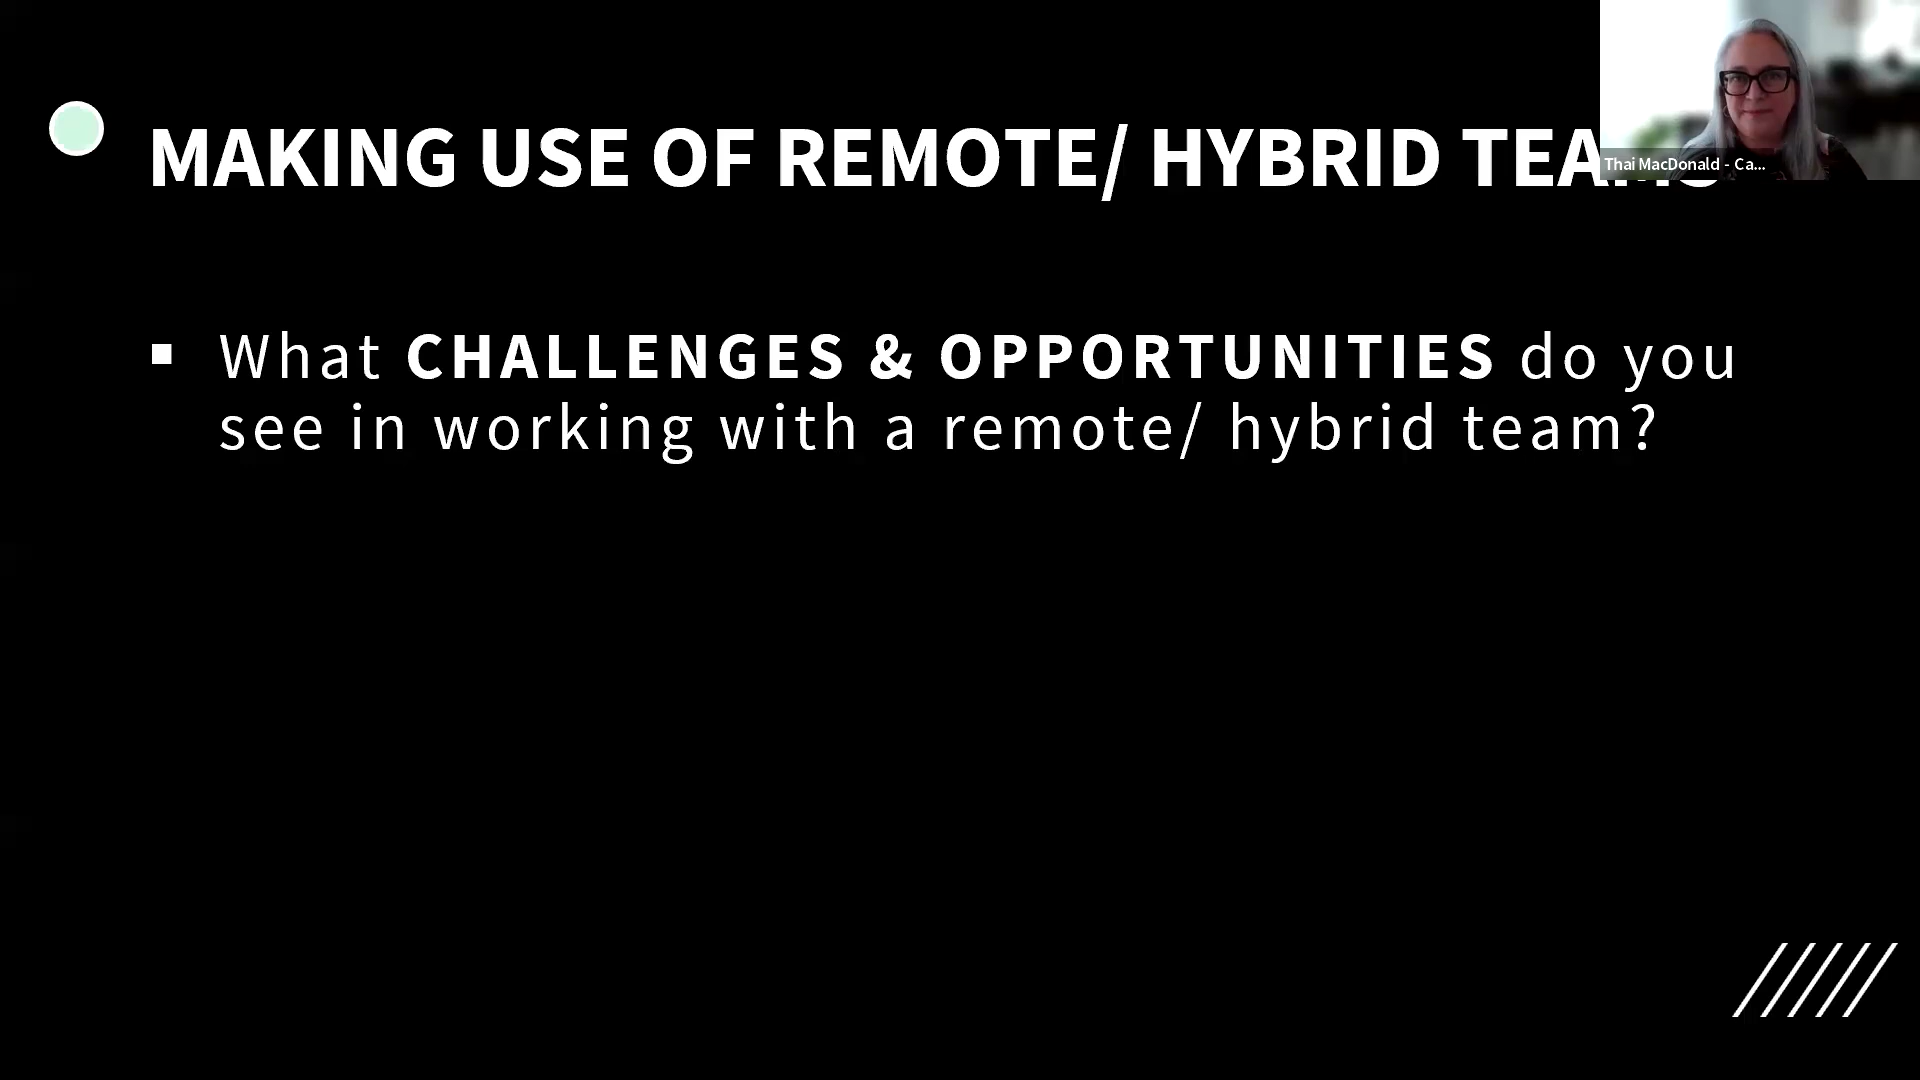 MAKING USE OF REMOTE/ HYBRID TEAMS
Thai MacDonald - Ca...
▪ What CHALLENGES & OPPORTUNITIES do you
see in working with a remote/ hybrid team?